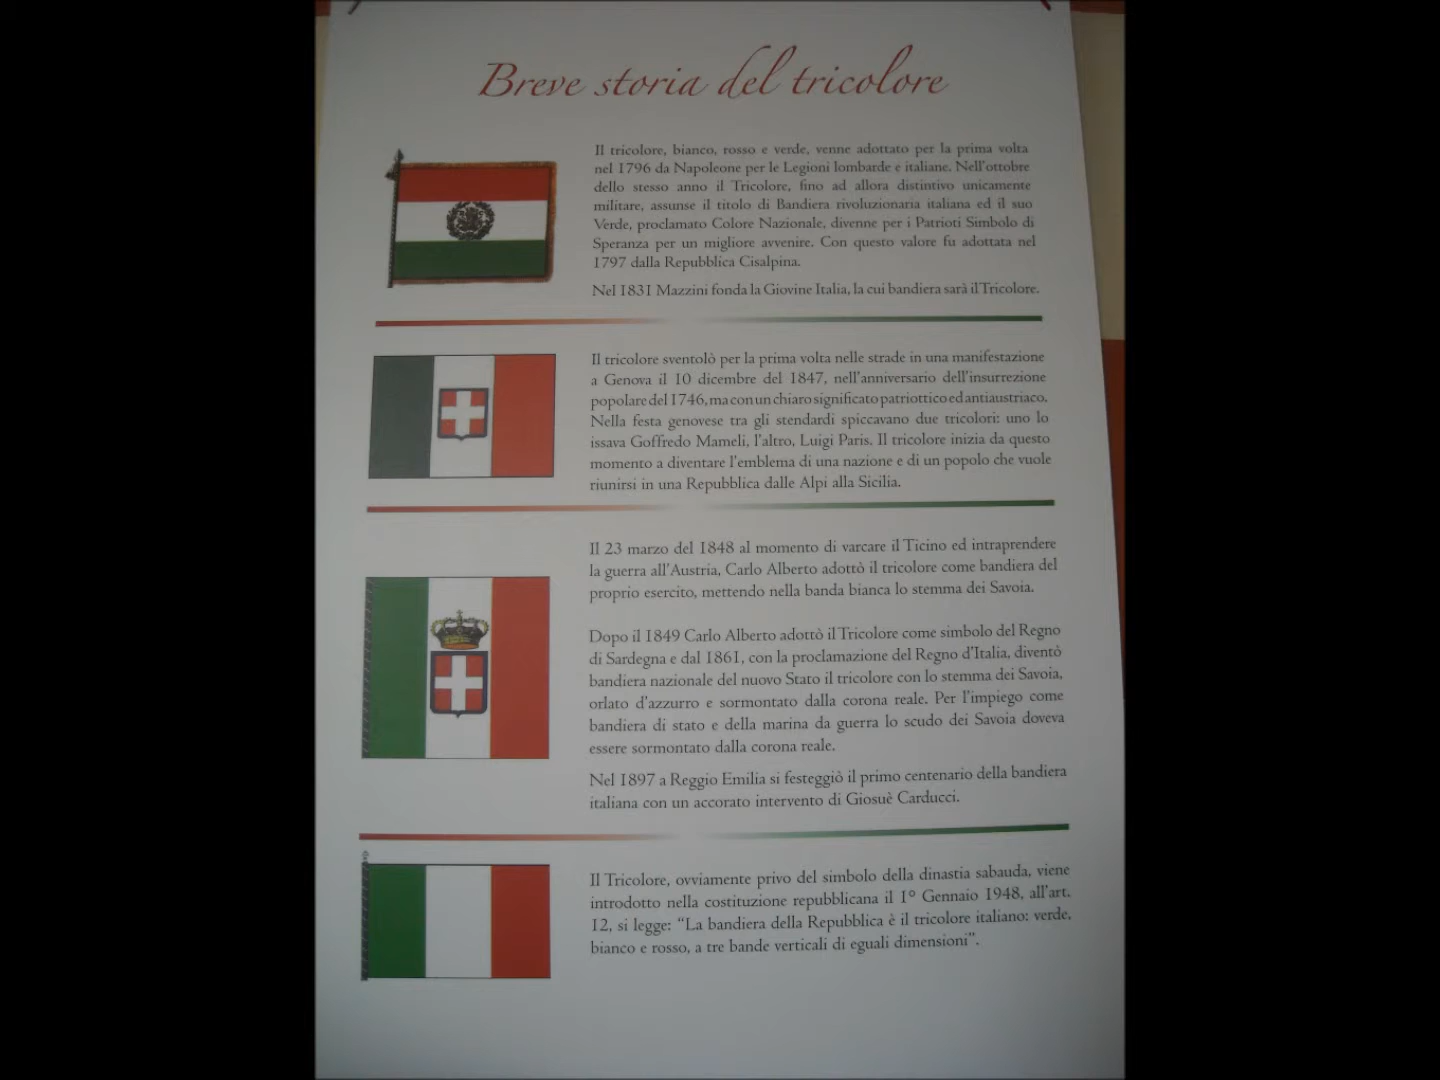 Breve storia del tricolore
Il tricolore, bianco, rosso e verde, venne adottato per la prima volta
nel 1796 da Napoleone per le Legioni lombarde e italiane. Nell'ottobre
dello stesso anno il Tricolore, fino ad allora distintivo unicamente
militare, assunse il titolo di Bandiera rivoluzionaria italiana ed il suo
Verde, proclamato Colore Nazionale, divenne per i Patrioti Simbolo di
Speranza per un migliore avvenire. Con questo valore fu adottata nel
1797 dalla Repubblica Cisalpina.
Nel 1831 Mazzini fonda la Giovine Italia, la cui bandiera sarà il Tricolore.
Il tricolore sventolò per la prima volta nelle strade in una manifestazione
a Genova il 10 dicembre del 1847, nell'anniversario dell'insurrezione
popolare del 1746, ma con un chiaro significato patriottico ed antiaustriaco.
Nella festa genovese tra gli stendardi spiccavano due tricolori: uno lo
issava Goffredo Mameli, l'altro, Luigi Paris. Il tricolore inizia da questo
momento a diventare l'emblema di una nazione e di un popolo che vuole
riunirsi in una Repubblica dalle Alpi alla Sicilia.
Il 23 marzo del 1848 al momento di varcare il Ticino ed intraprendere
la guerra all'Austria, Carlo Alberto adottò il tricolore come bandiera del
proprio esercito, mettendo nella banda bianca lo stemma dei Savoia.
Dopo il 1849 Carlo Alberto adottò il Tricolore come simbolo del Regno
di Sardegna e dal 1861, con la proclamazione del Regno d'Italia, diventò
bandiera nazionale del nuovo Stato il tricolore con lo stemma dei Savoia,
orlato d'azzurro e sormontato dalla corona reale. Per l'impiego come
bandiera di stato e della marina da guerra lo scudo dei Savoia doveva
essere sormontato dalla corona reale.
Nel 1897 a Reggio Emilia si festeggiò il primo centenario della bandiera
italiana con un accorato intervento di Giosuè Carducci.
Il Tricolore, ovviamente privo del simbolo della dinastia sabauda, viene
introdotto nella costituzione repubblicana il 1° Gennaio 1948, all'art.
12, si legge: “La bandiera della Repubblica è il tricolore italiano: verde,
bianco e rosso, a tre bande verticali di eguali dimensioni”.